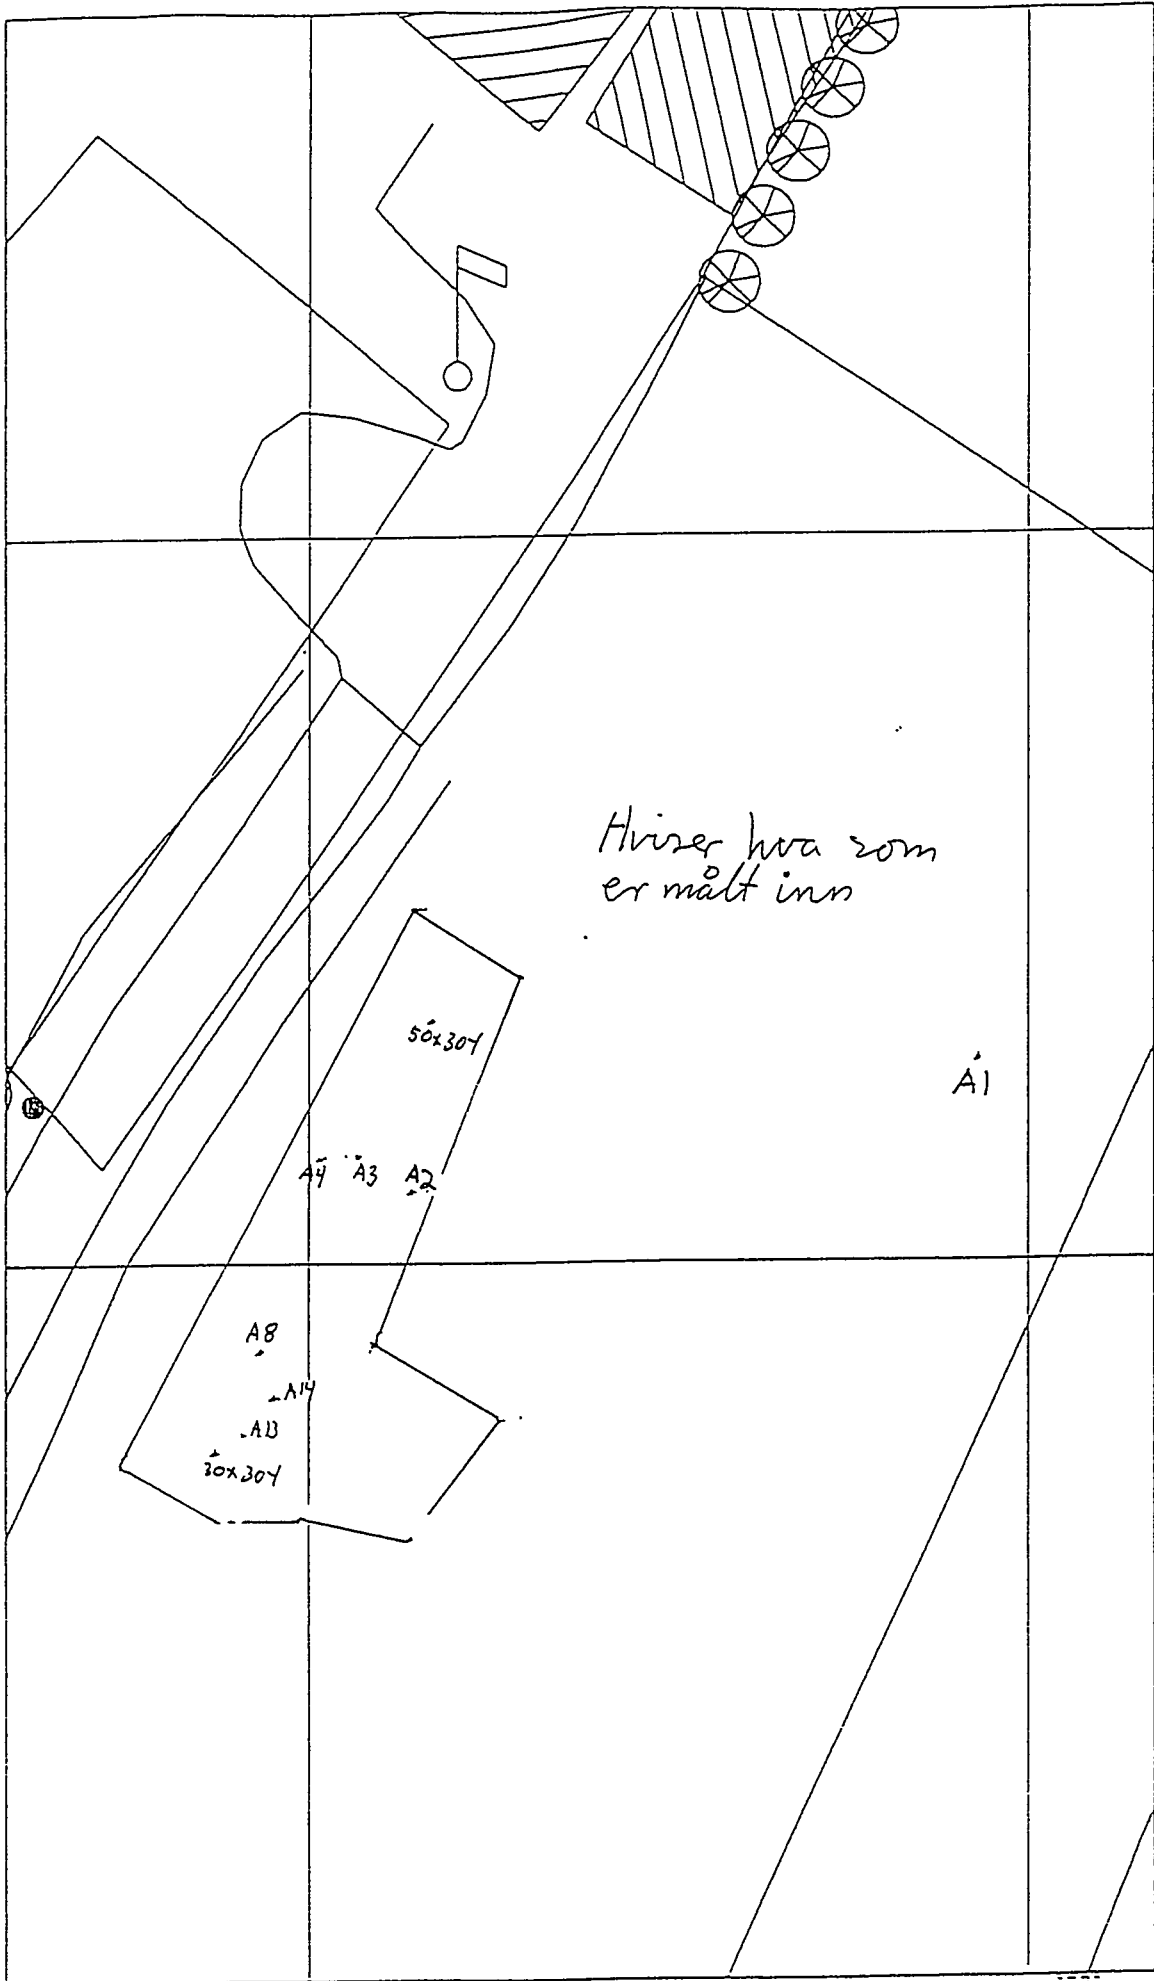 Hviser hva som
er målt inn
50x30Y
A1
A4 A3 A2
A8
A14
A13
30x30Y